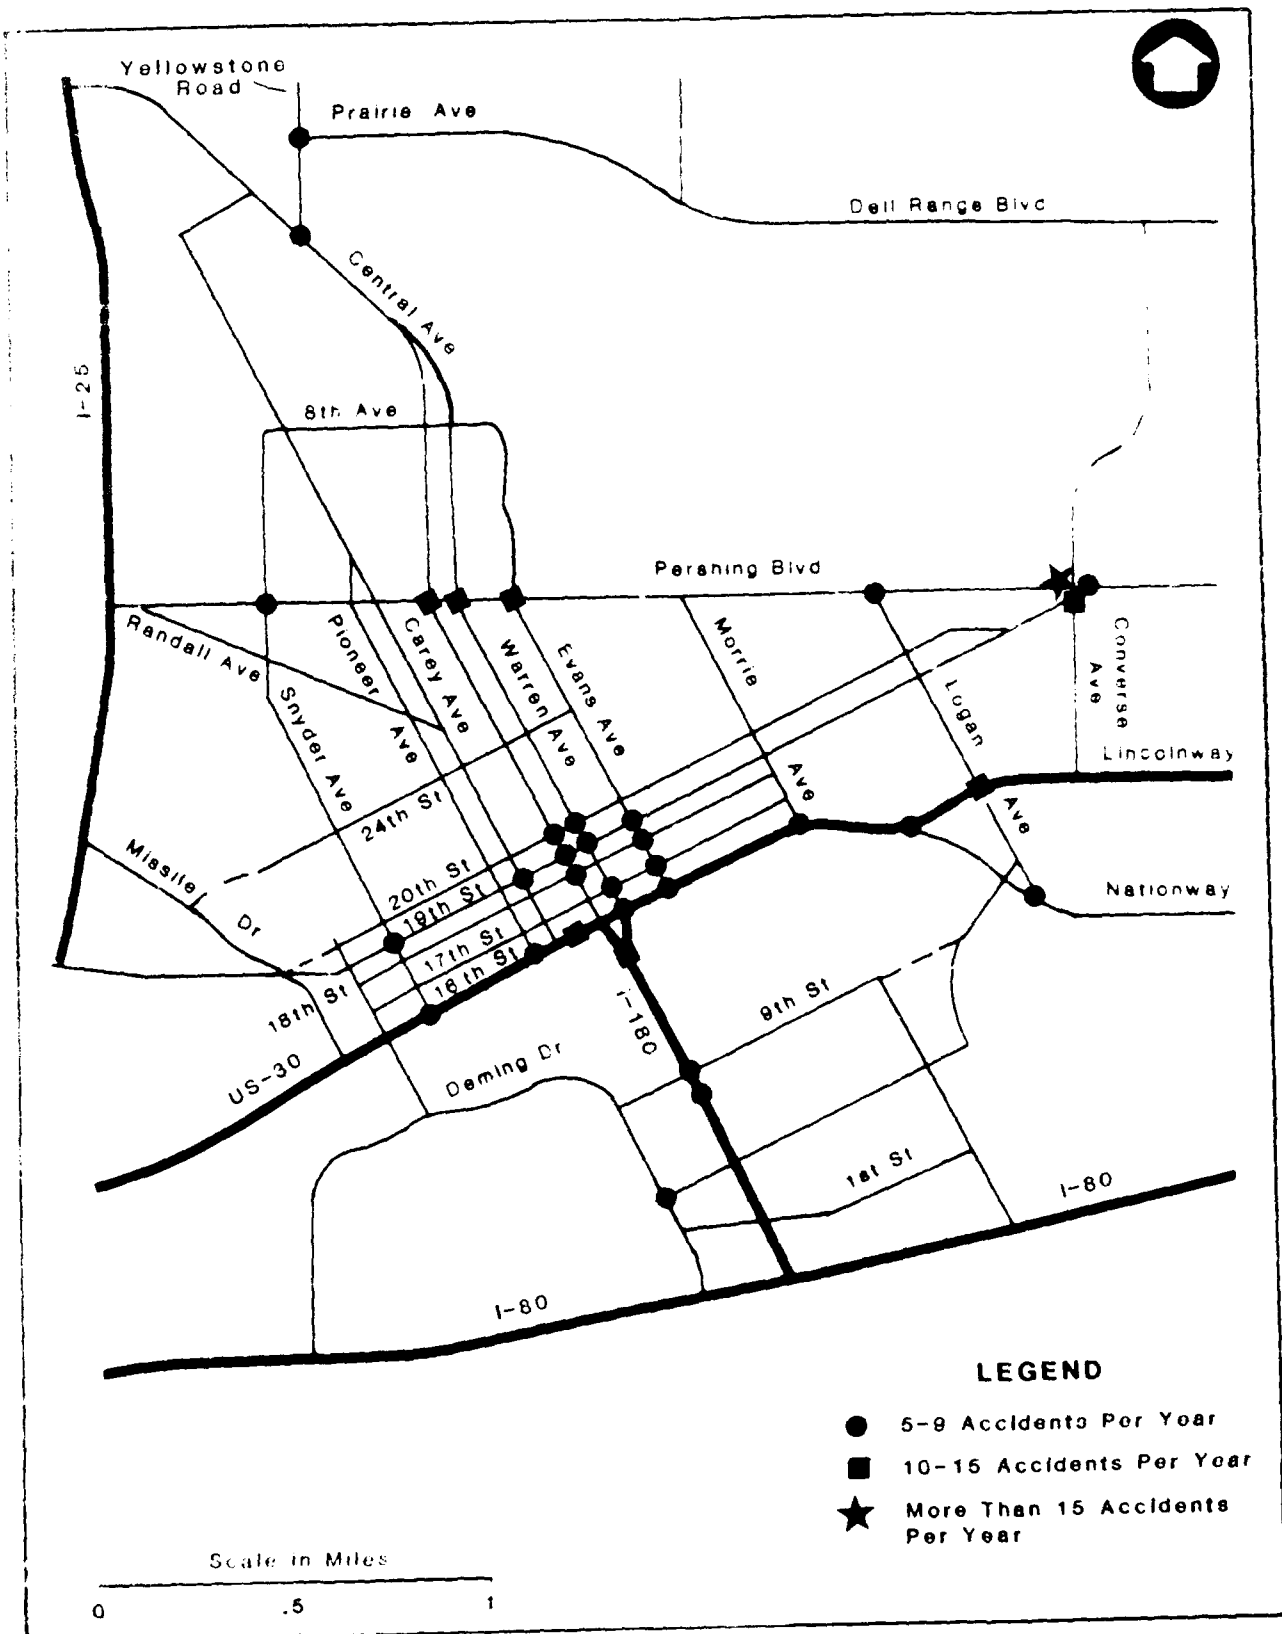 Yellowstone
Road
Prairie Ave
Dell Range Blvd
Central Ave
I-25
8th Ave
Pershing Blvd
Randall Ave
Pioneer Ave
Carey Ave
Warren Ave
Evans Ave
Morrie Ave
Logan Ave
Converse Ave
Snyder Ave
Lincolnway
24th St
Missile Dr
20th St
19th St
17th St
16th St
18th St
Nationway
US-30
I-180
9th St
Deming Dr
1st St
I-80
I-80
LEGEND
5-9 Accidents Per Year
10-15 Accidents Per Year
More Than 15 Accidents
Per Year
Scale in Miles
0 .5 1